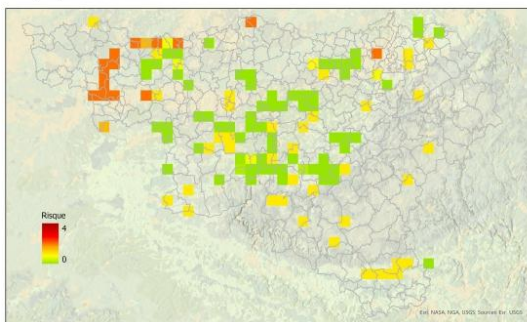 Risque
4
0
Esri, NASA, NGA, USGS, Sources: Esri, USGS